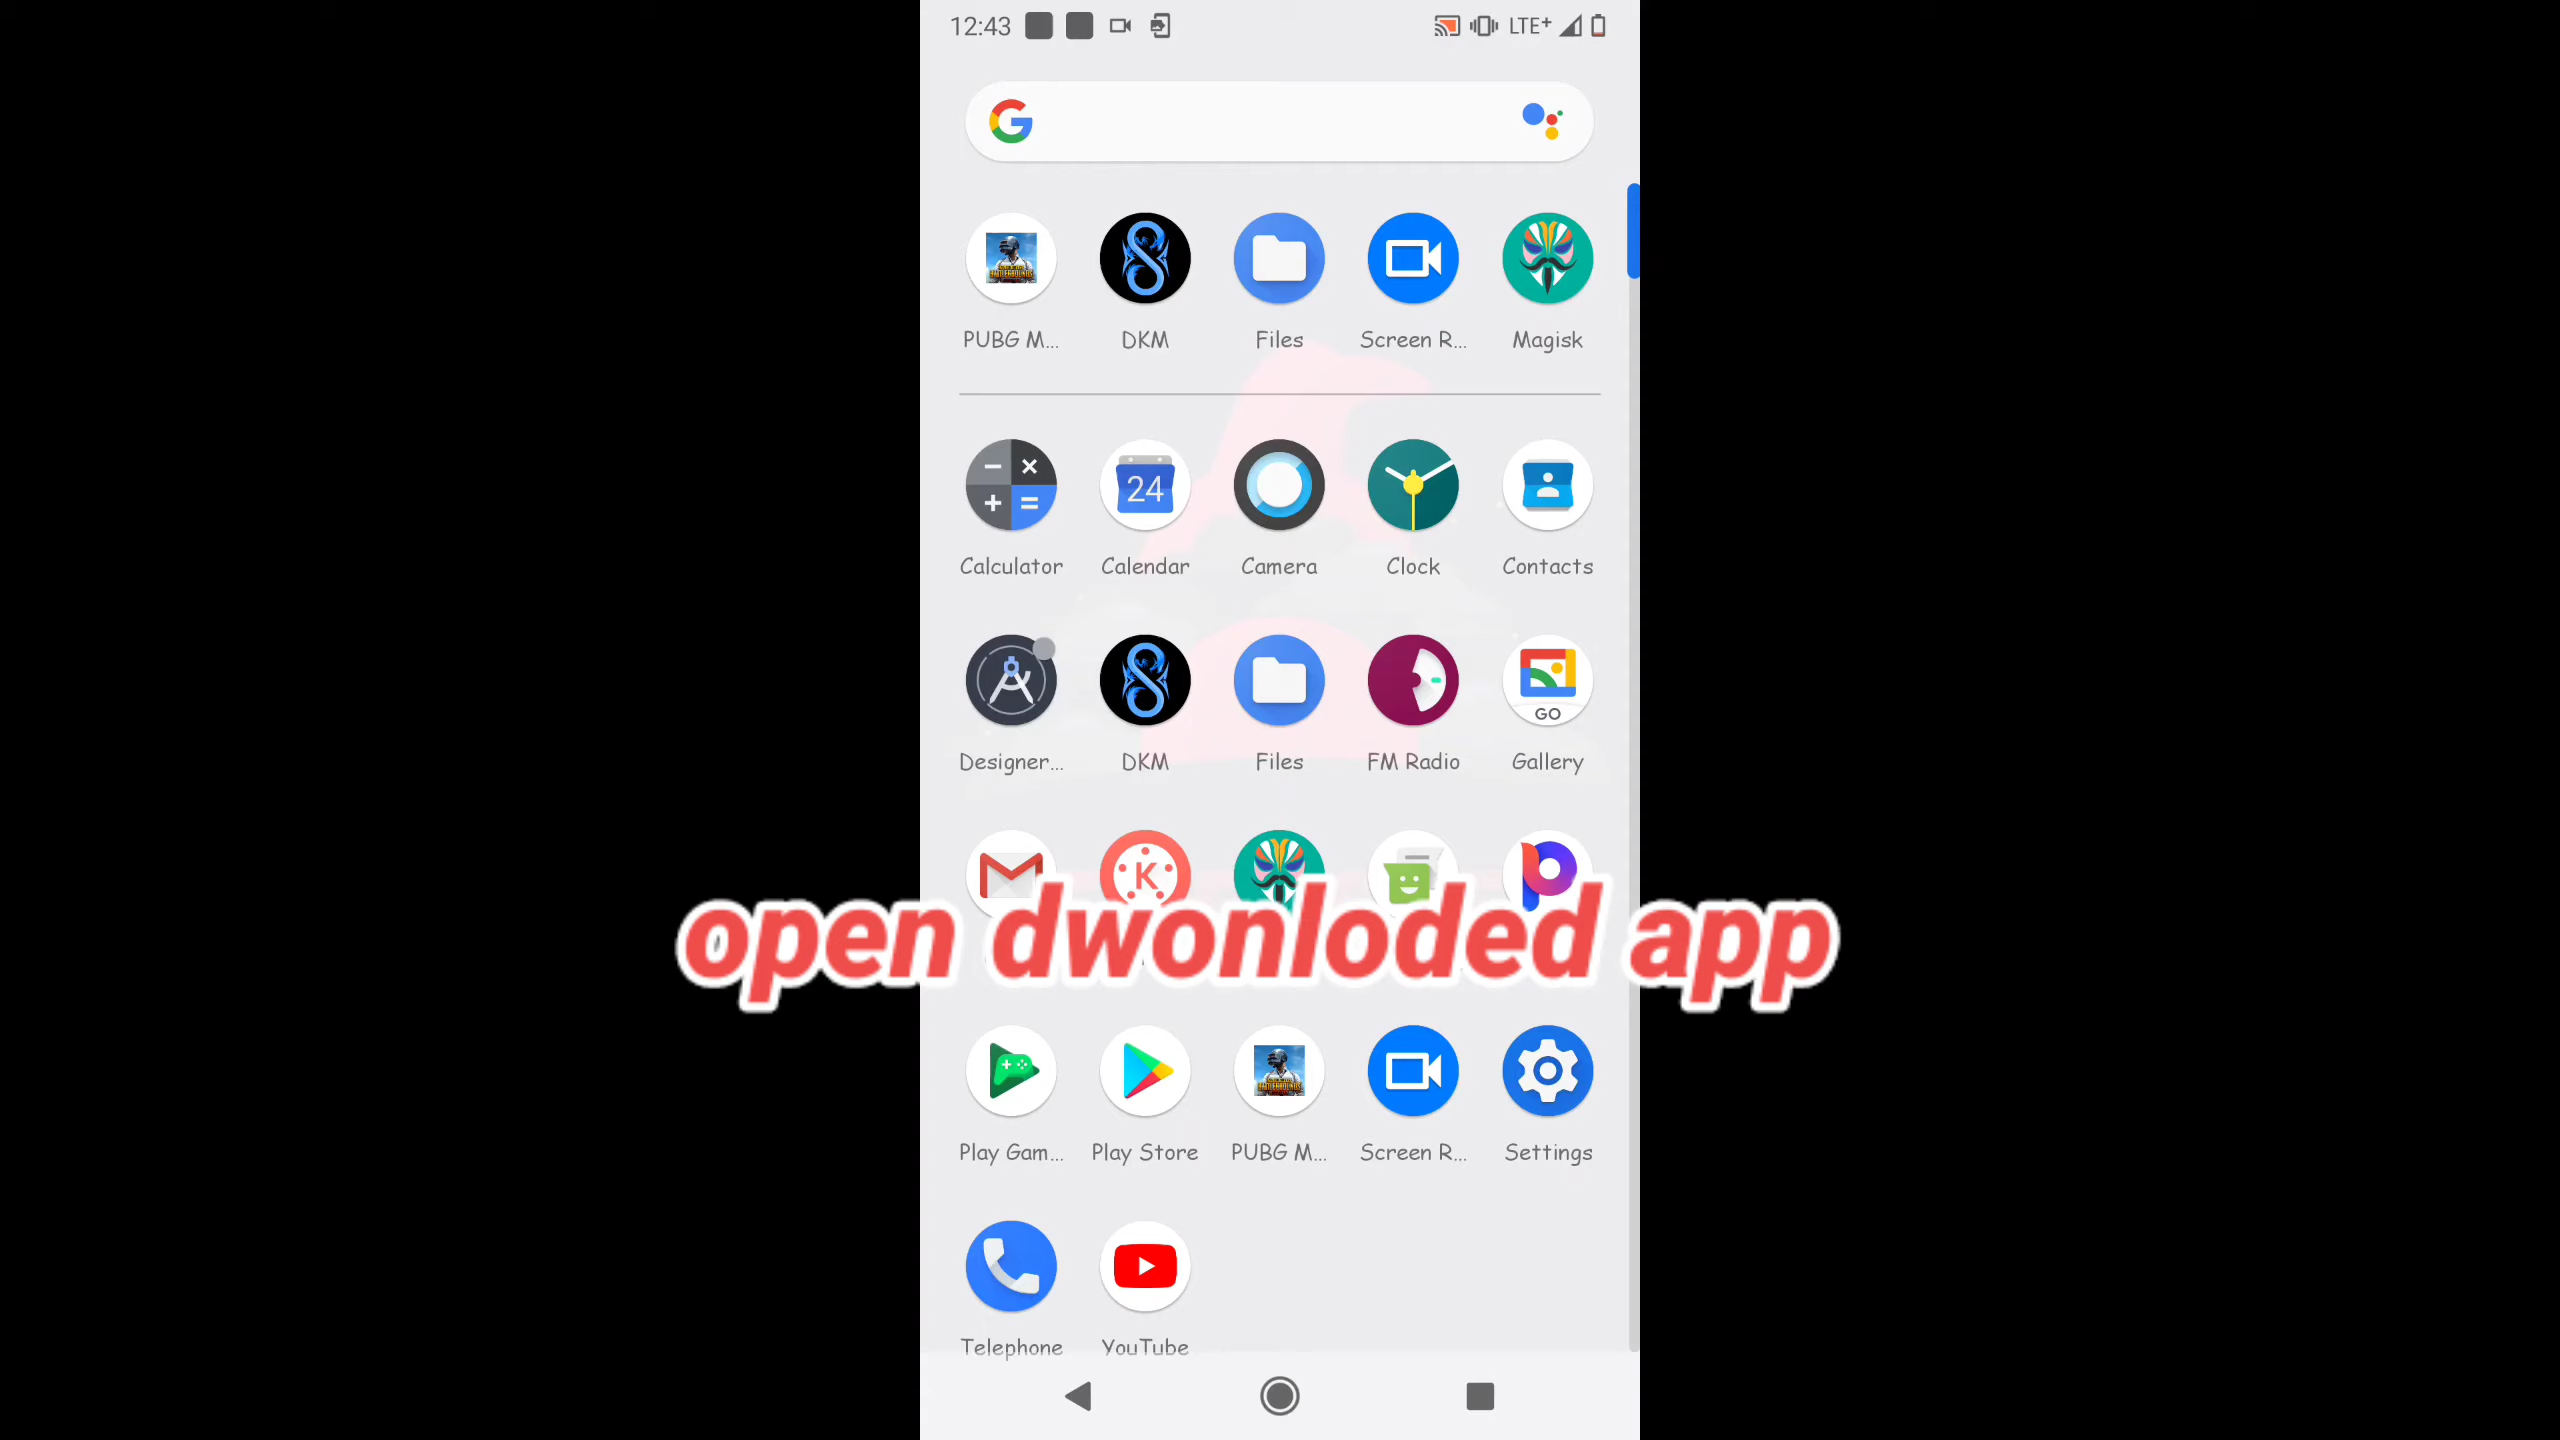 12:43 LTE+
PUBG M... DKM Files Screen R... Magisk
24
Calculator Calendar Camera Clock Contacts
GO
Designer... DKM Files FM Radio Gallery
K
open dwonloded app
Play Gam... Play Store PUBG M... Screen R... Settings
Telephone YouTube